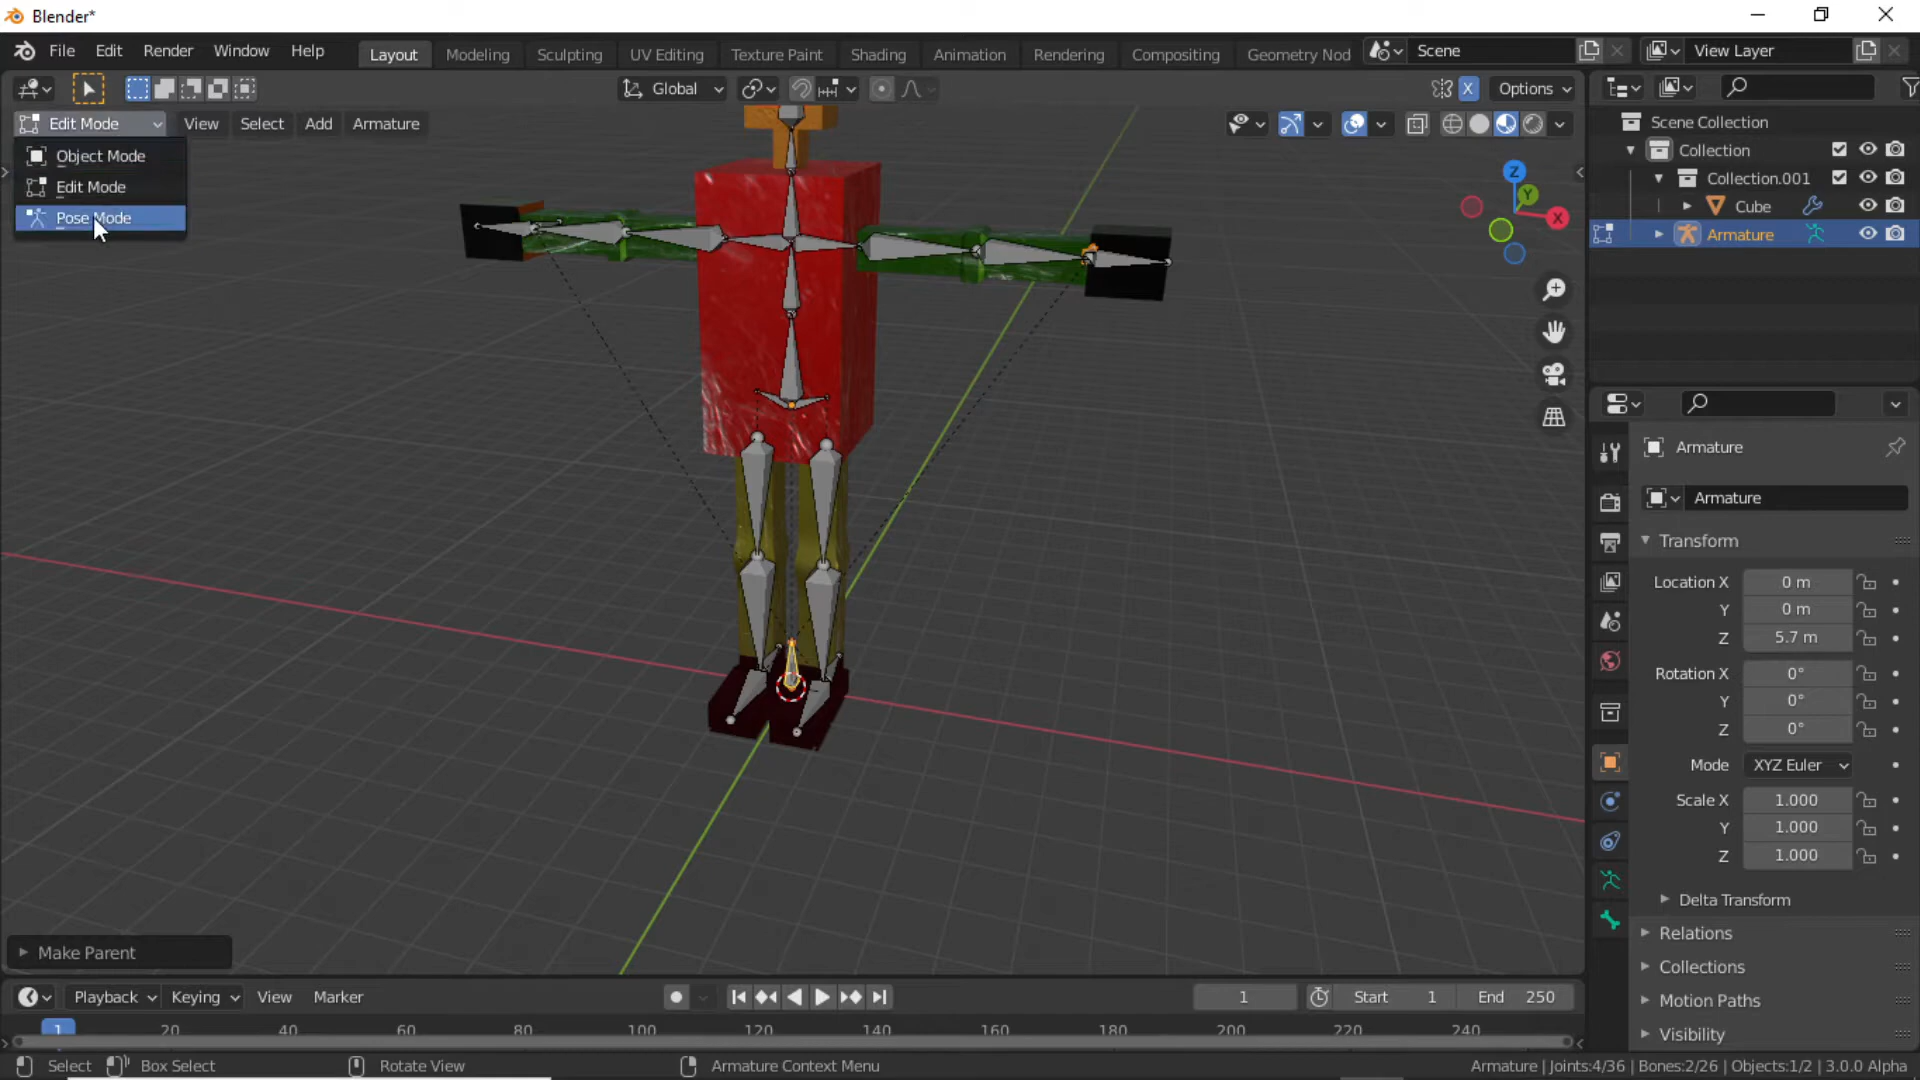 Blender*
File Edit Render Window Help Layout Modeling Sculpting UV Editing Texture Paint Shading Animation Rendering Compositing Geometry Nod Scene View Layer
Global X Options
Edit Mode View Select Add Armature
Object Mode
Edit Mode
Pose Mode
Z
Y
X
Scene Collection
Collection
Collection.001
Cube
Armature
Armature
Armature
Transform
Location X 0 m
Y 0 m
Z 5.7 m
Rotation X 0°
Y 0°
Z 0°
Mode XYZ Euler
Scale X 1.000
Y 1.000
Z 1.000
Delta Transform
Relations
Collections
Motion Paths
Visibility
Make Parent
Playback Keying View Marker 1 Start 1 End 250
1 20 40 60 80 100 120 140 160 180 200 220 240
Select Box Select Rotate View Armature Context Menu Armature | Joints:4/36 | Bones:2/26 | Objects:1/2 | 3.0.0 Alpha